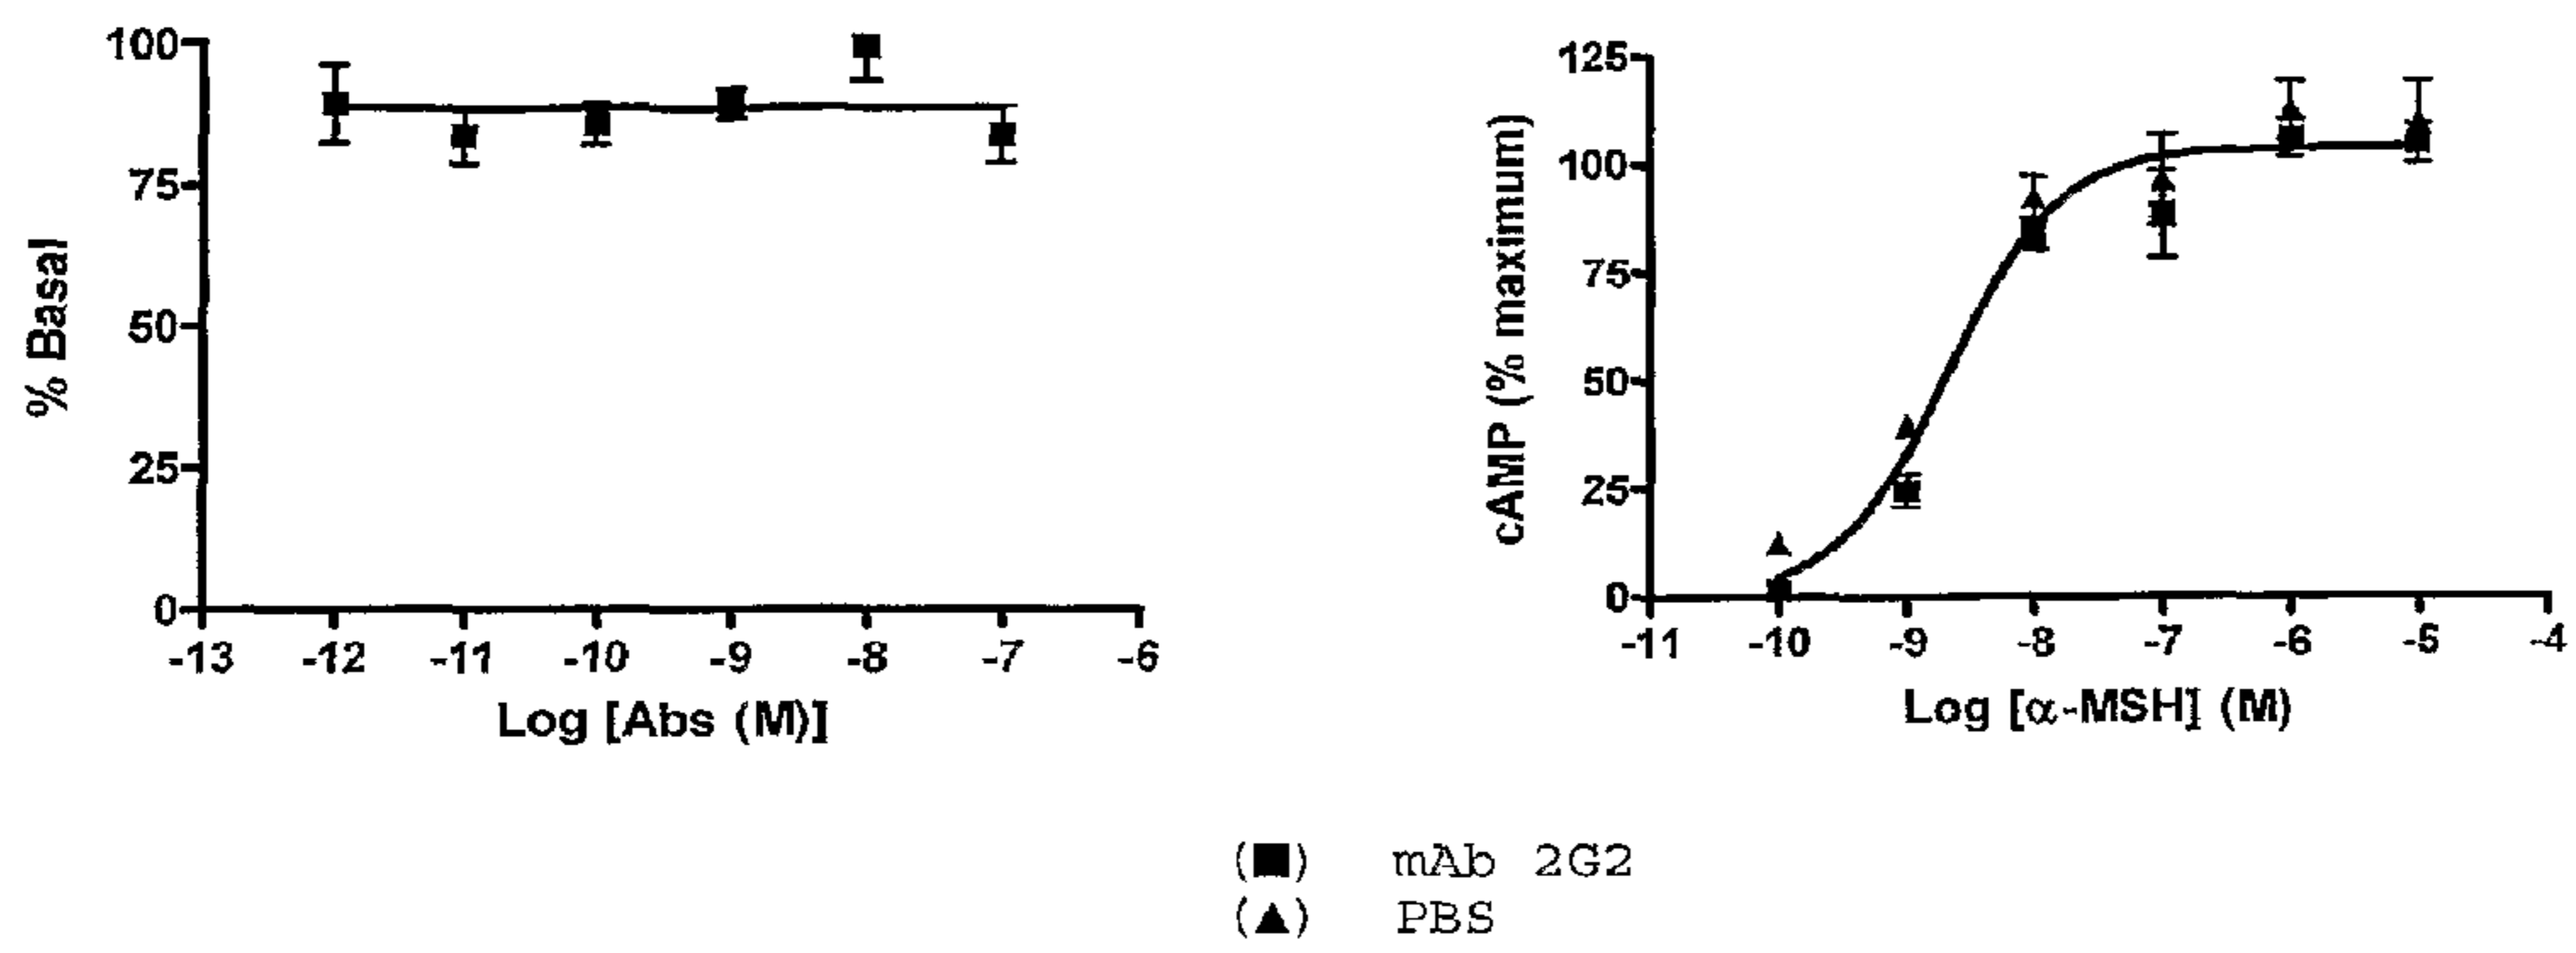 % Basal
100
75
50
25
0
-13 -12 -11 -10 -9 -8 -7 -6
Log [Abs (M)]
cAMP (% maximum)
125
100
75
50
25
0
-11 -10 -9 -8 -7 -6 -5 -4
Log [α-MSH] (M)
(■) mAb 2G2
(▲) PBS